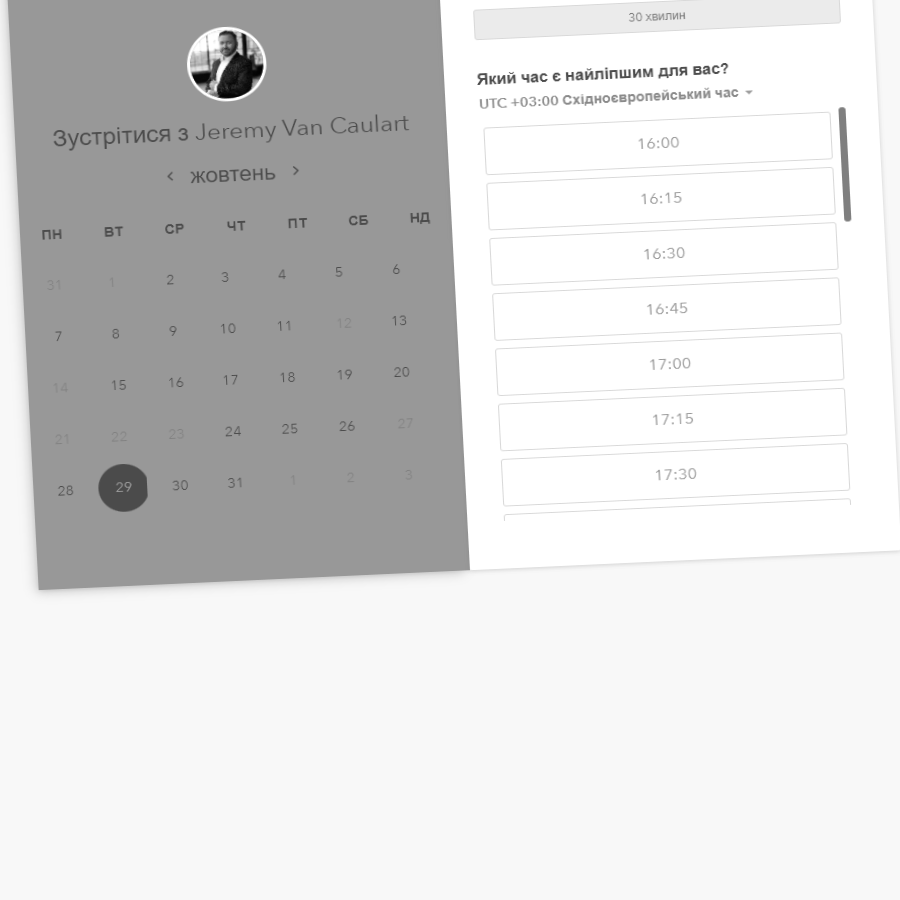 Зустрітися з Jeremy Van Caulart
жовтень
ПН ВТ СР ЧТ ПТ СБ НД
31 1 2 3 4 5 6
7 8 9 10 11 12 13
14 15 16 17 18 19 20
21 22 23 24 25 26 27
28 29 30 31 1 2 3
30 хвилин
Який час є найліпшим для вас?
UTC +03:00 Східноєвропейський час
16:00
16:15
16:30
16:45
17:00
17:15
17:30